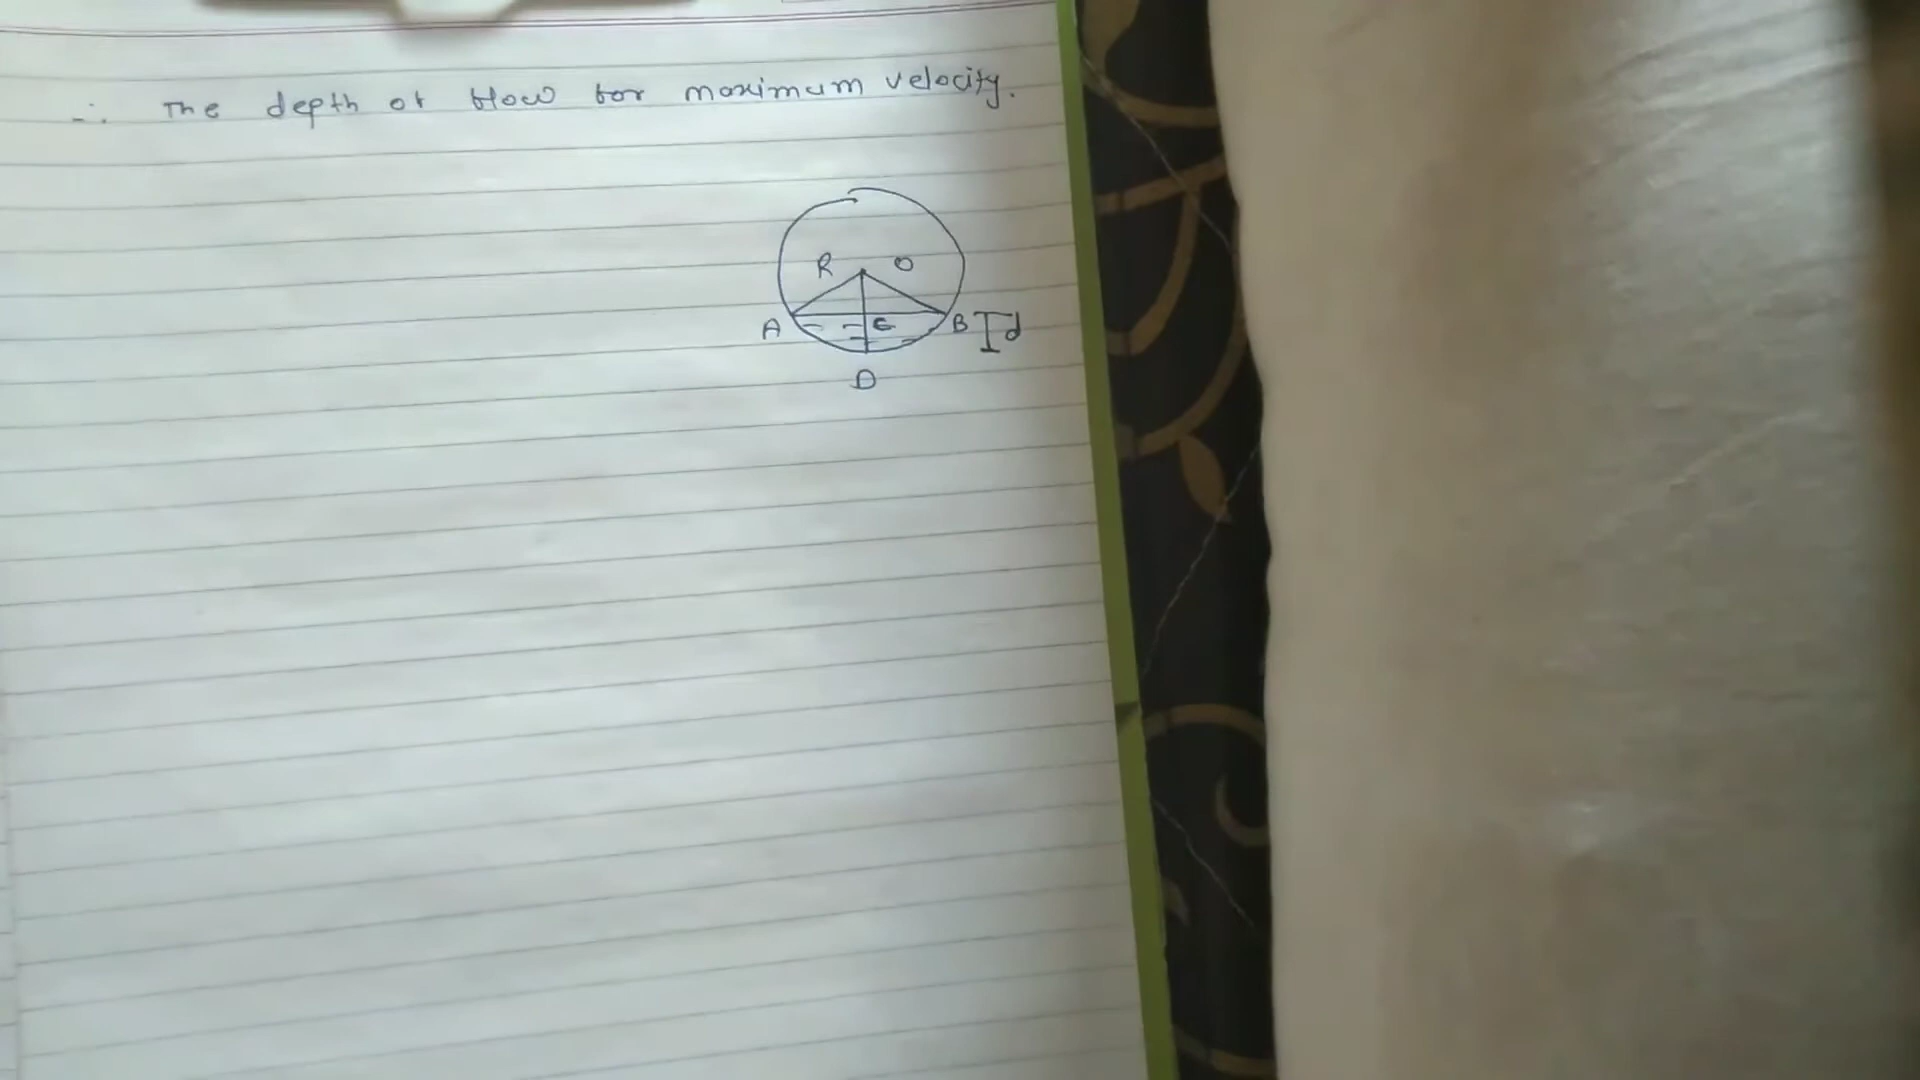 ∴ The depth of flow for maximum velocity.
R O
A C B d
D